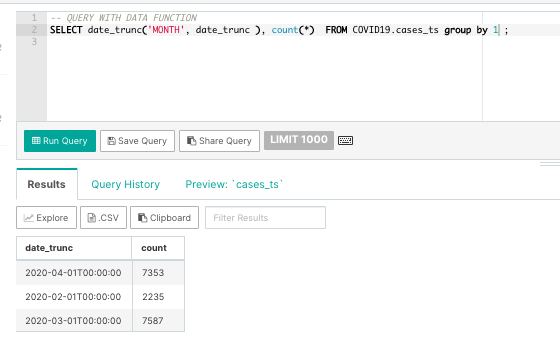 1 -- QUERY WITH DATA FUNCTION
2 SELECT date_trunc('MONTH', date_trunc ), count(*)  FROM COVID19.cases_ts group by 1 ;
3
Run Query Save Query Share Query LIMIT 1000
Results Query History Preview: `cases_ts`
Explore .CSV Clipboard Filter Results
date_trunc count
2020-04-01T00:00:00 7353
2020-02-01T00:00:00 2235
2020-03-01T00:00:00 7587